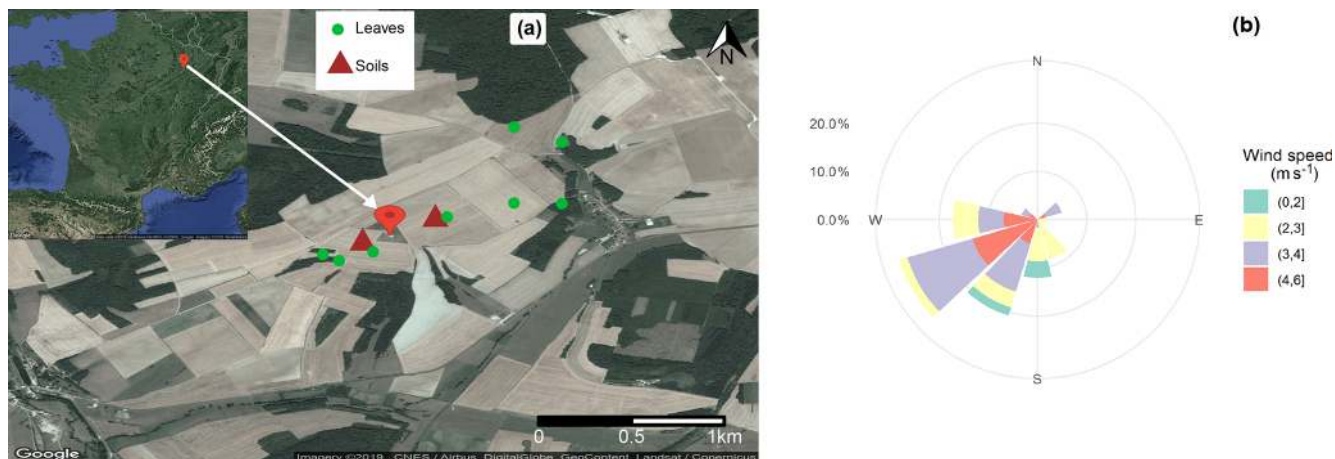 Leaves
Soils
(a)
N
0 0.5 1km
Google
Imagery ©2019 , CNES / Airbus, DigitalGlobe, GeoContent, Landsat / Copernicus
(b)
N
20.0%
10.0%
0.0%
W
E
S
Wind speed
(m s-1)
(0,2]
(2,3]
(3,4]
(4,6]